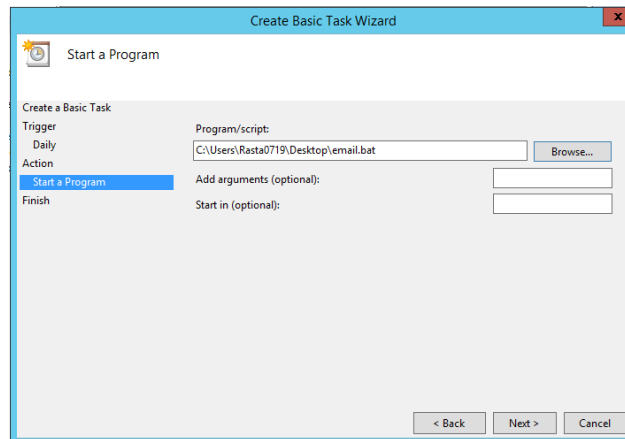 Create Basic Task Wizard
x
Start a Program
Create a Basic Task
Trigger
Daily
Action
Start a Program
Finish
Program/script:
C:\Users\Rasta0719\Desktop\email.bat
Browse...
Add arguments (optional):
Start in (optional):
< Back
Next >
Cancel